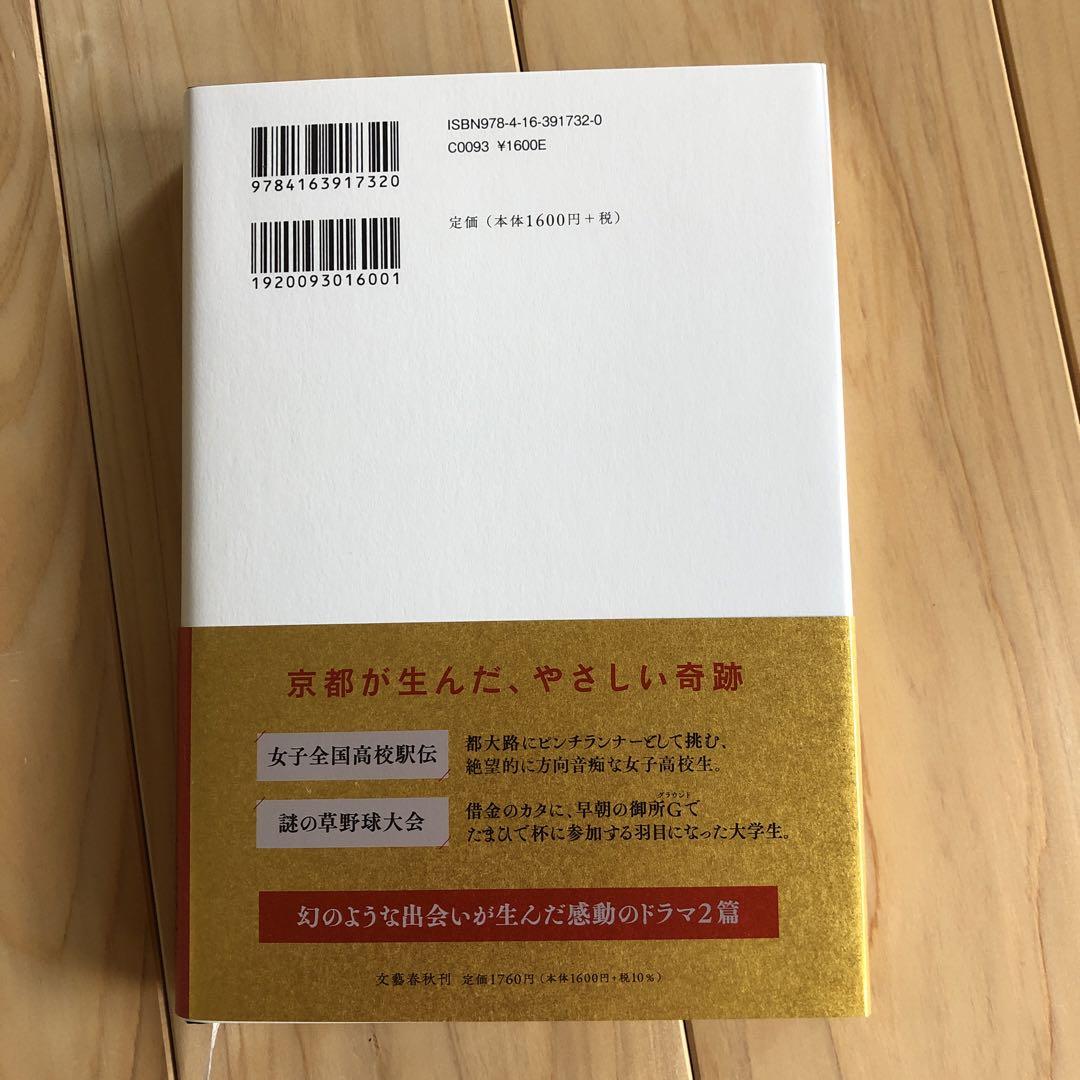 ISBN978-4-16-391732-0
C0093 ¥1600E
9784163917320
定価(本体1600円+税)
1920093016001
京都が生んだ、やさしい奇跡
女子全国高校駅伝
都大路にピンチランナーとして挑む、
絶望的に方向音痴な女子高校生。
謎の草野球大会
グラウンド
借金のカタに、早朝の御所Gで
たまひで杯に参加する羽目になった大学生。
幻のような出会いが生んだ感動のドラマ2篇
文藝春秋刊 定価1760円(本体1600円+税10%)